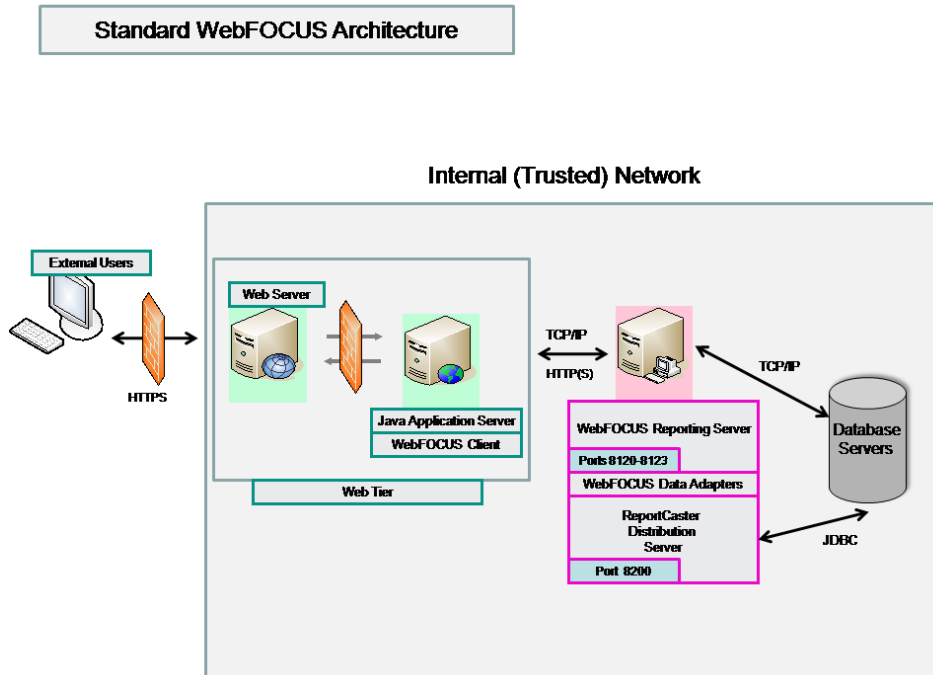 Standard WebFOCUS Architecture
Internal (Trusted) Network
External Users
HTTPS
Web Server
Java Application Server
WebFOCUS Client
Web Tier
TCP/IP
HTTP(S)
WebFOCUS Reporting Server
Ports 8120-8123
WebFOCUS Data Adapters
ReportCaster
Distribution
Server
Port 8200
TCP/IP
JDBC
Database
Servers